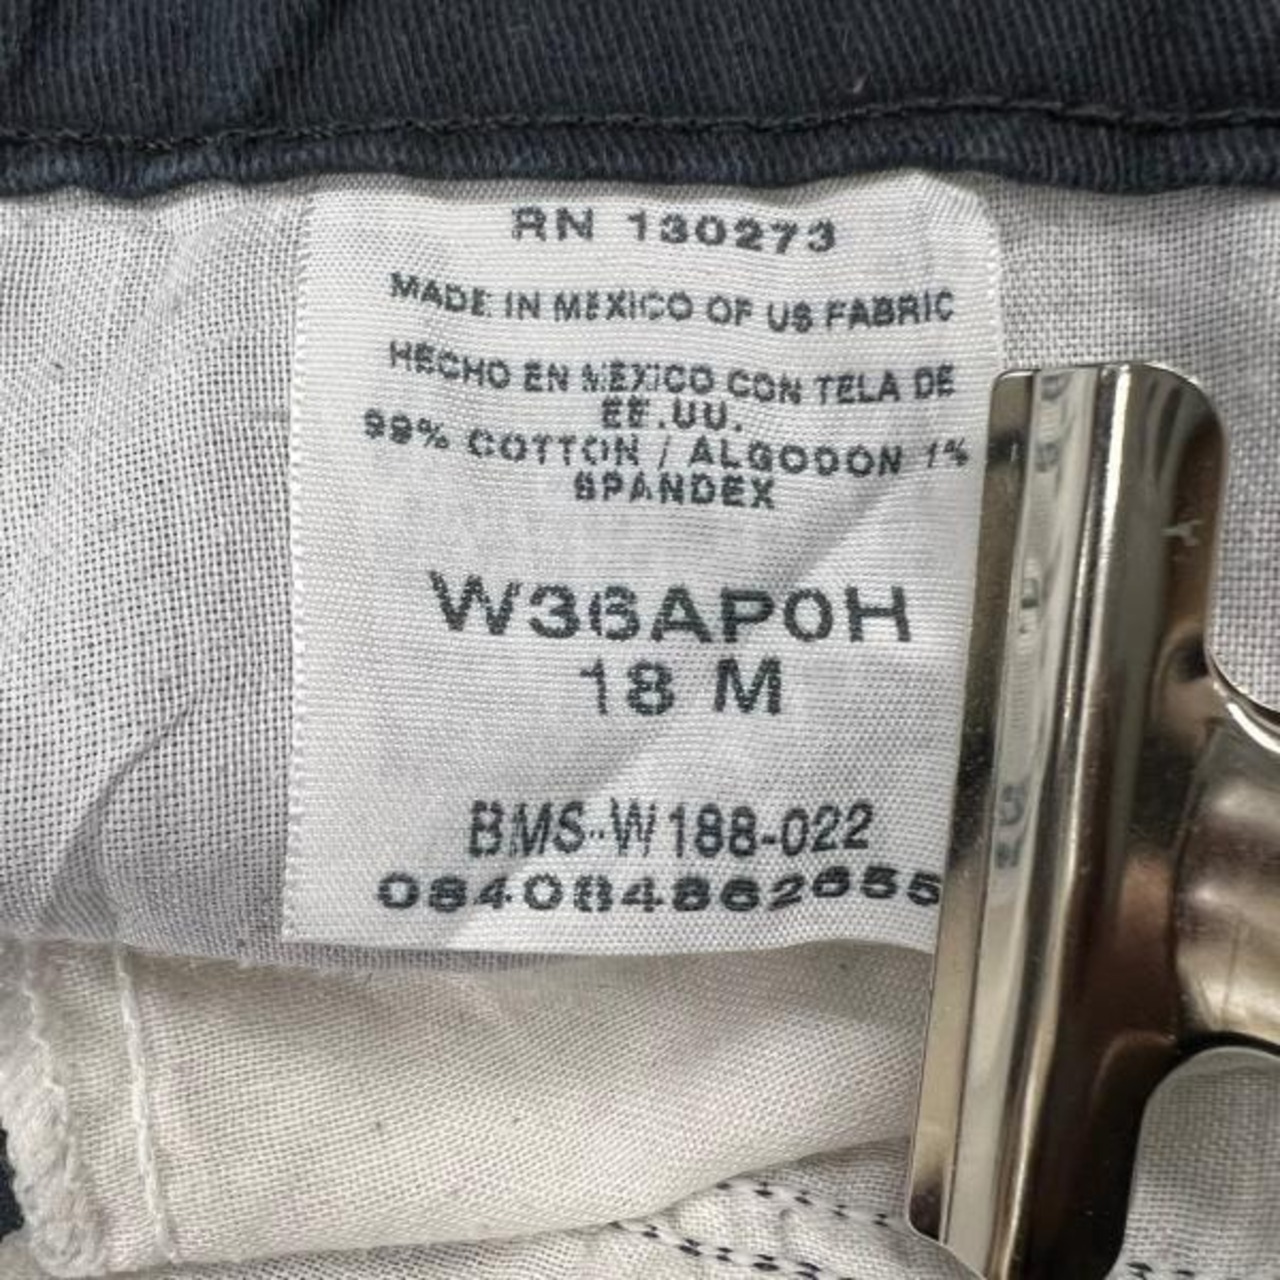 RN 130273
MADE IN MEXICO OF US FABRIC
HECHO EN MEXICO CON TELA DE
EE.UU.
99% COTTON / ALGODON 1%
SPANDEX
W36AP0H
18 M
BMS-W188-022
084084862655